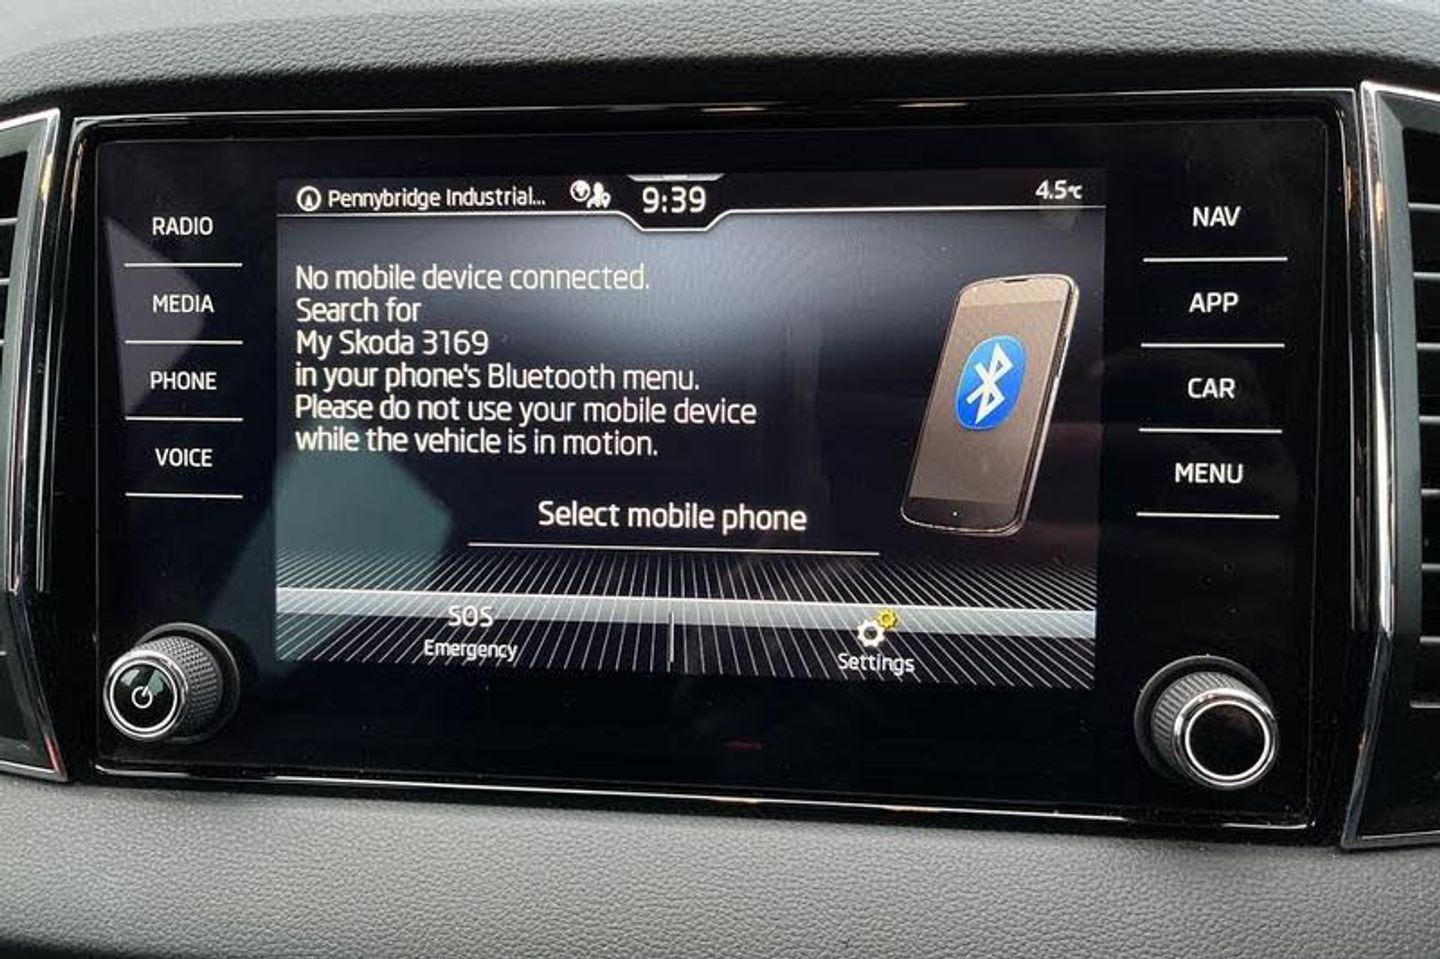 Pennybridge Industrial... 9:39 4.5°C
RADIO
MEDIA
PHONE
VOICE
No mobile device connected.
Search for
My Skoda 3169
in your phone's Bluetooth menu.
Please do not use your mobile device
while the vehicle is in motion.
Select mobile phone
SOS
Emergency
Settings
NAV
APP
CAR
MENU